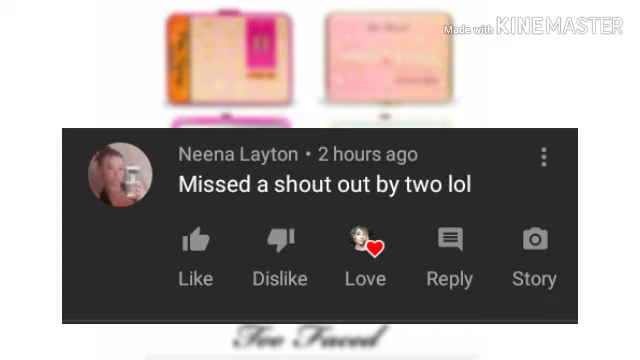 Made with KINEMASTER
Neena Layton • 2 hours ago
Missed a shout out by two lol
Like Dislike Love Reply Story
Too Faced